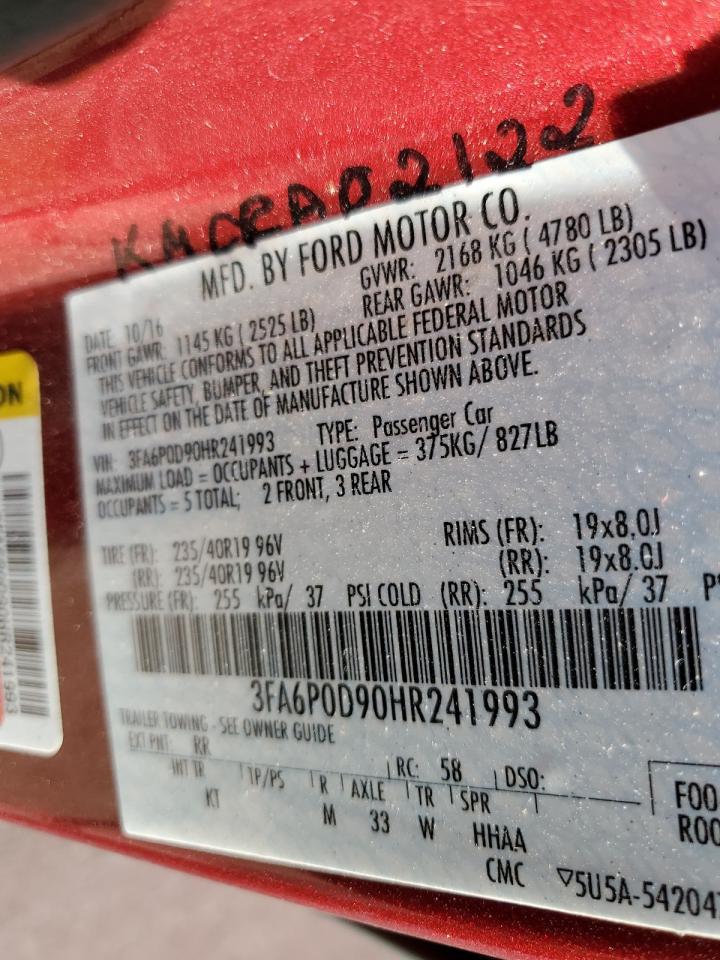 KMCRAP2122
MFD. BY FORD MOTOR CO.
DATE: 10/16 GVWR: 2168 KG ( 4780 LB)
FRONT GAWR: 1145 KG ( 2525 LB) REAR GAWR: 1046 KG ( 2305 LB)
THIS VEHICLE CONFORMS TO ALL APPLICABLE FEDERAL MOTOR
VEHICLE SAFETY, BUMPER, AND THEFT PREVENTION STANDARDS
IN EFFECT ON THE DATE OF MANUFACTURE SHOWN ABOVE.
VIN: 3FA6P0D90HR241993 TYPE: Passenger Car
MAXIMUM LOAD = OCCUPANTS + LUGGAGE = 375KG/ 827LB
OCCUPANTS = 5 TOTAL; 2 FRONT, 3 REAR
TIRE (FR): 235/40R19 96V RIMS (FR): 19x8.0J
(RR): 235/40R19 96V (RR): 19x8.0J
PRESSURE (FR): 255 kPa/ 37 PSI COLD (RR): 255 kPa/ 37 PS
3FA6P0D90HR241993
TRAILER TOWING - SEE OWNER GUIDE
EXT PNT: RR RC: 58 DSO:
INT TR TP/PS R AXLE TR SPR
KT M 33 W HHAA
CMC
FOO
ROO
▽5U5A-54204
ON